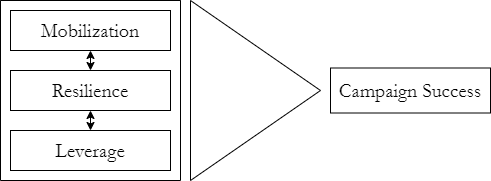 Mobilization
Resilience
Leverage
Campaign Success